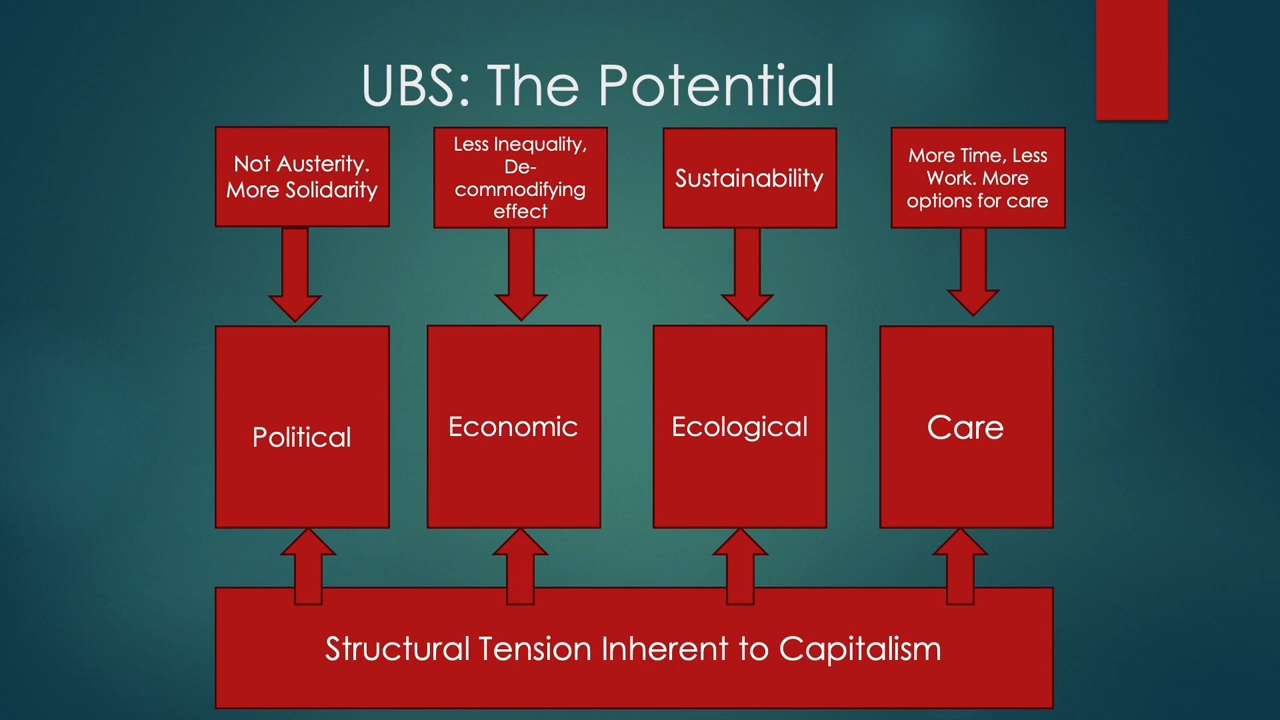 UBS: The Potential
Not Austerity.
More Solidarity
Less Inequality,
De-
commodifying
effect
Sustainability
More Time, Less
Work. More
options for care
Political
Economic
Ecological
Care
Structural Tension Inherent to Capitalism